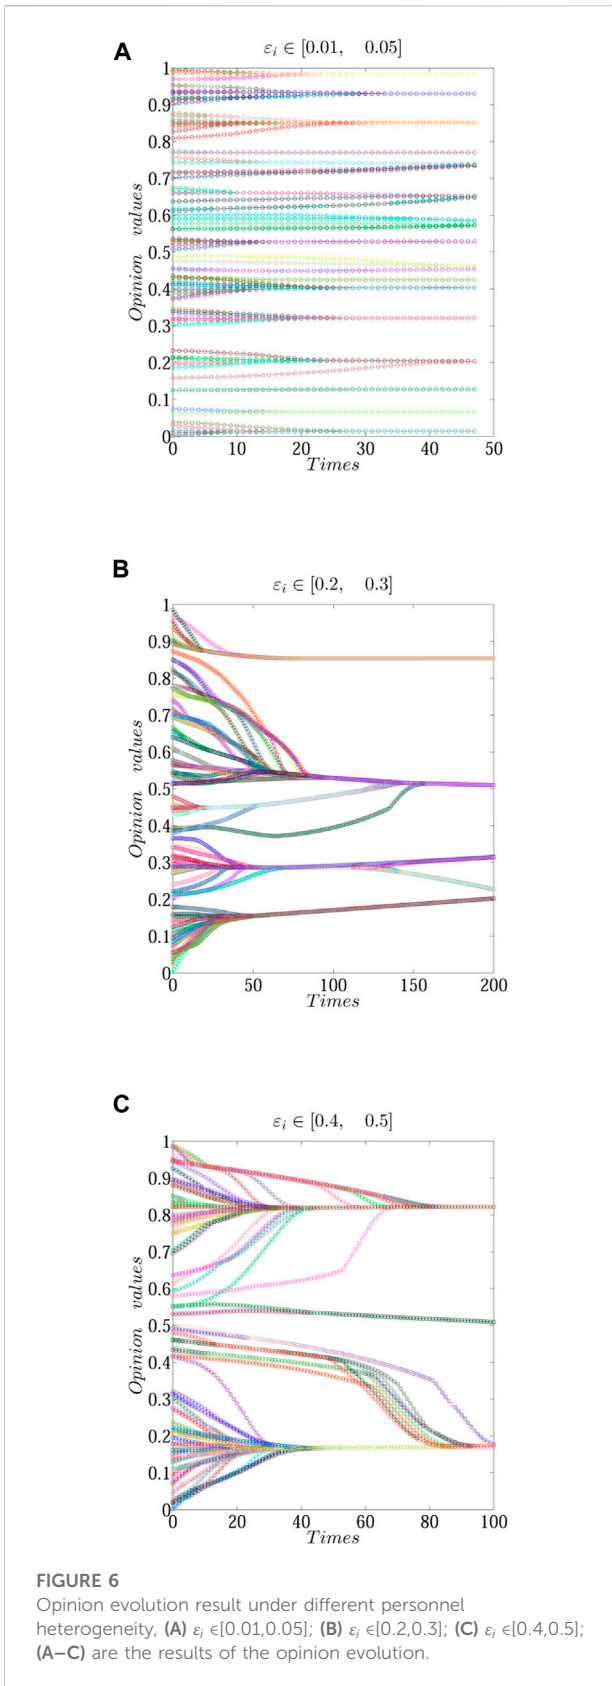 A
εᵢ ∈ [0.01, 0.05]
1
0.9
0.8
0.7
0.6
0.5
0.4
0.3
0.2
0.1
0
Opinion values
0 10 20 30 40 50
Times
B
εᵢ ∈ [0.2, 0.3]
1
0.9
0.8
0.7
0.6
0.5
0.4
0.3
0.2
0.1
0
Opinion values
0 50 100 150 200
Times
C
εᵢ ∈ [0.4, 0.5]
1
0.9
0.8
0.7
0.6
0.5
0.4
0.3
0.2
0.1
0
Opinion values
0 20 40 60 80 100
Times
FIGURE 6
Opinion evolution result under different personnel
heterogeneity, (A) εᵢ ∈[0.01,0.05]; (B) εᵢ ∈[0.2,0.3]; (C) εᵢ ∈[0.4,0.5];
(A–C) are the results of the opinion evolution.